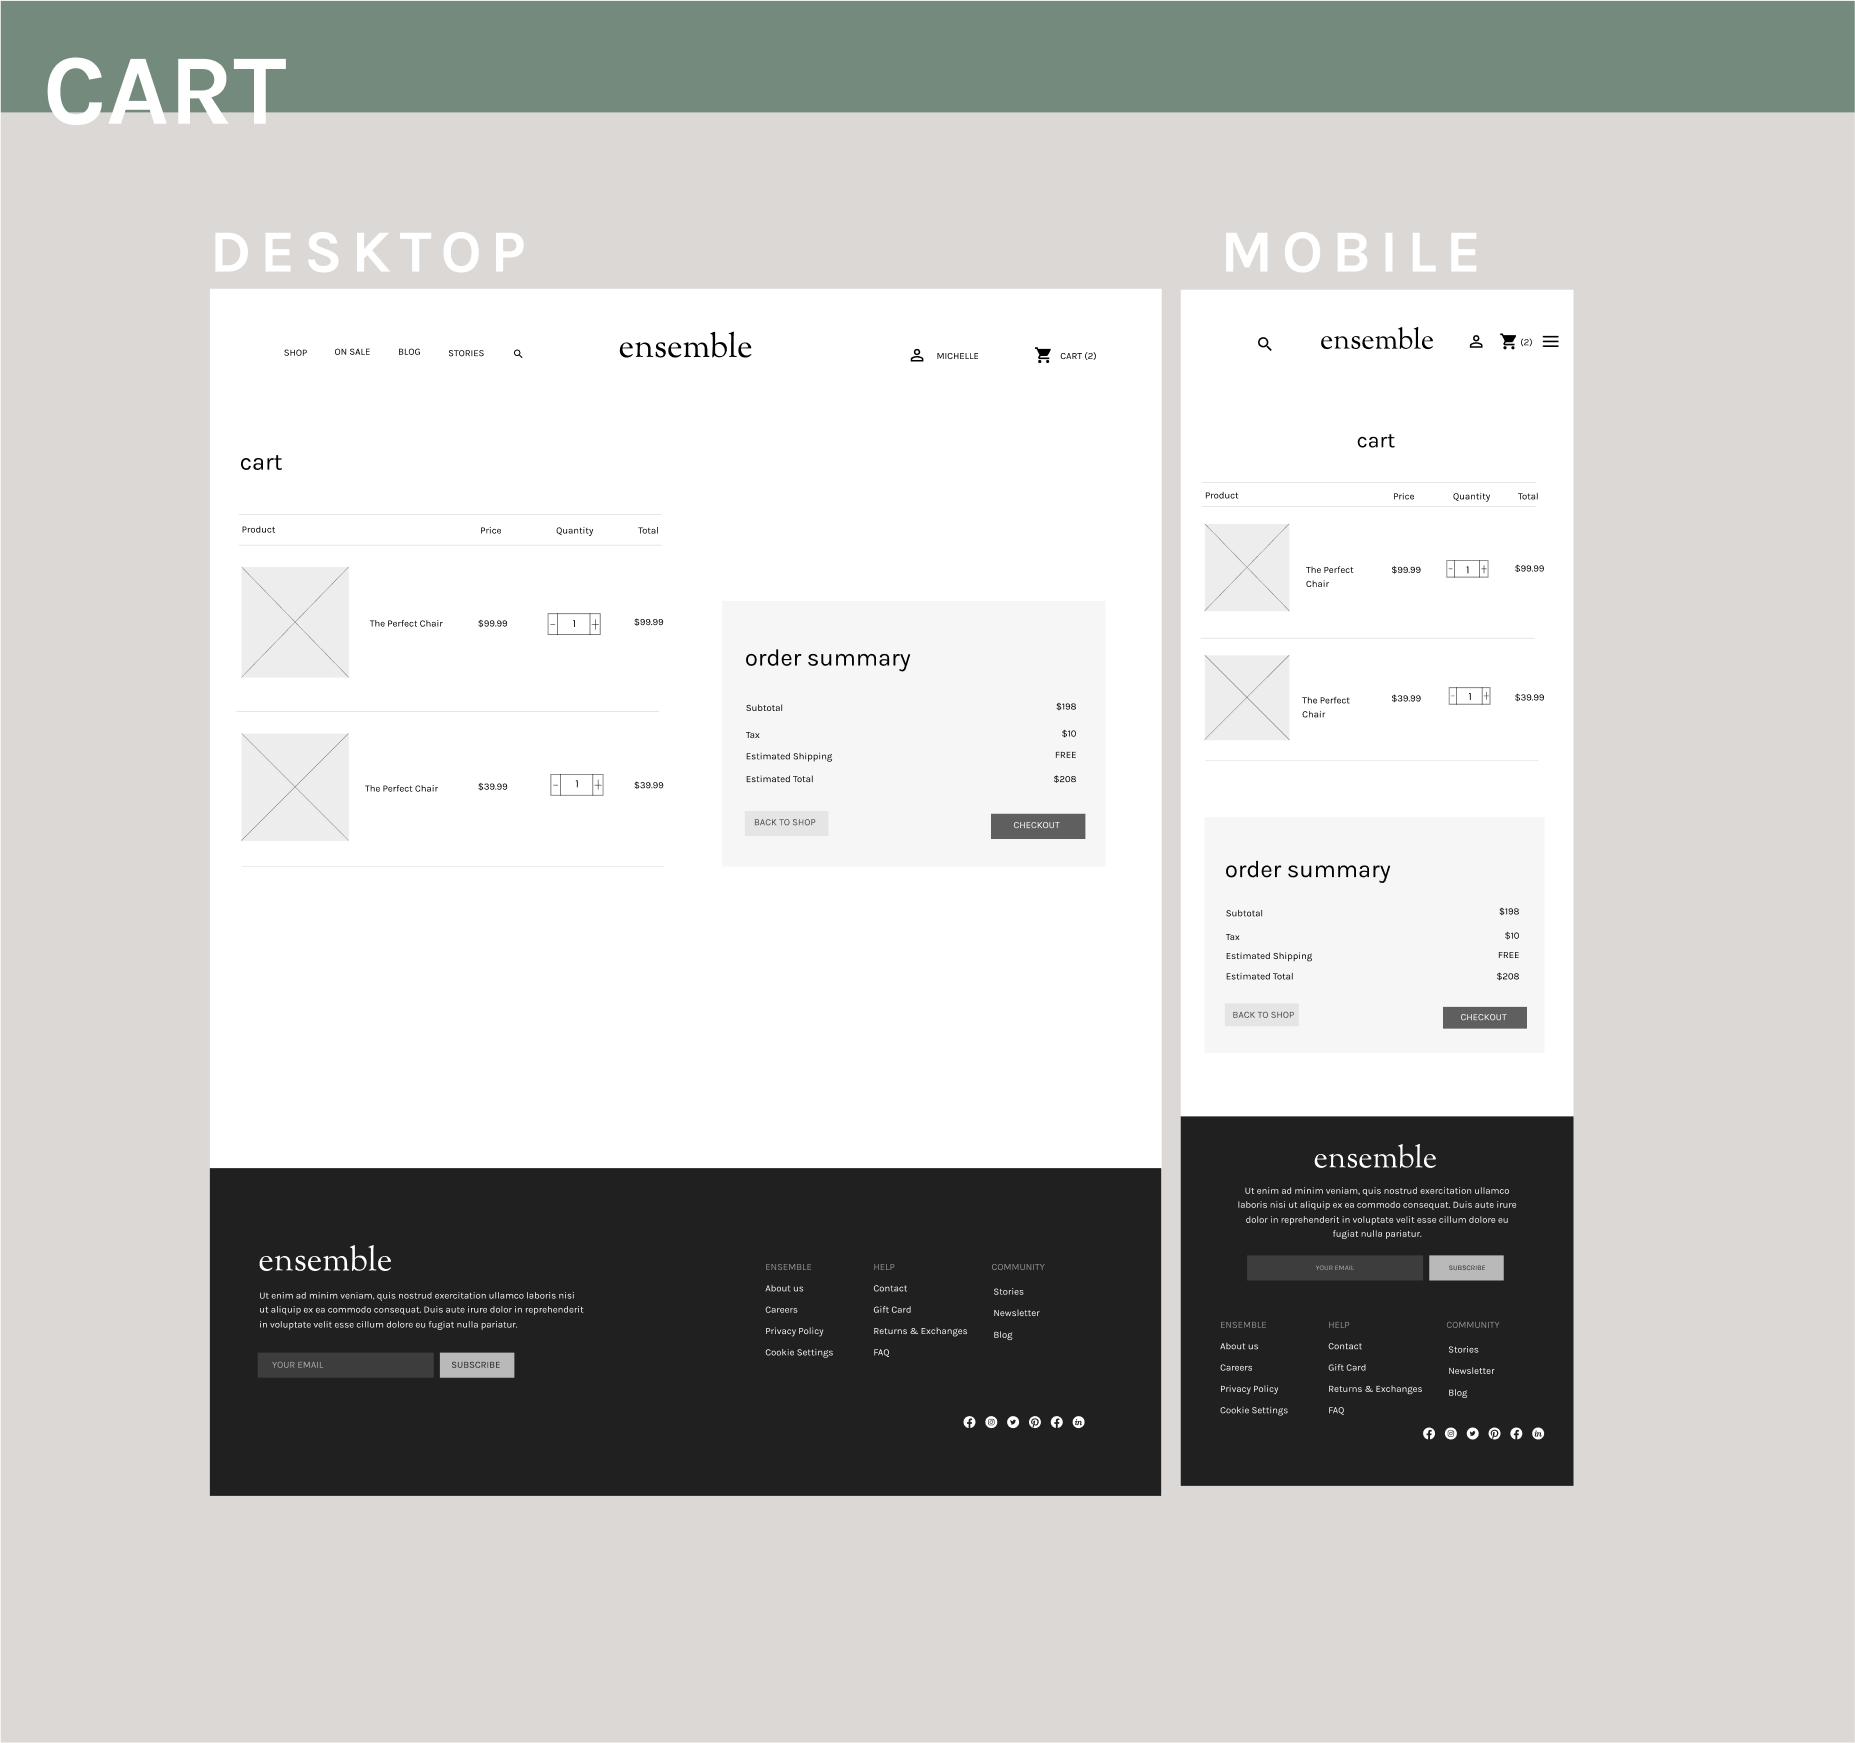 CART
DESKTOP
SHOP ON SALE BLOG STORIES ensemble MICHELLE CART (2)
cart
Product Price Quantity Total
The Perfect Chair $99.99 - 1 + $99.99
The Perfect Chair $39.99 - 1 + $39.99
order summary
Subtotal $198
Tax $10
Estimated Shipping FREE
Estimated Total $208
BACK TO SHOP CHECKOUT
ensemble
Ut enim ad minim veniam, quis nostrud exercitation ullamco laboris nisi
ut aliquip ex ea commodo consequat. Duis aute irure dolor in reprehenderit
in voluptate velit esse cillum dolore eu fugiat nulla pariatur.
YOUR EMAIL SUBSCRIBE
ENSEMBLE
About us
Careers
Privacy Policy
Cookie Settings
HELP
Contact
Gift Card
Returns & Exchanges
FAQ
COMMUNITY
Stories
Newsletter
Blog
MOBILE
ensemble (2)
cart
Product Price Quantity Total
The Perfect
Chair
$99.99 - 1 + $99.99
The Perfect
Chair
$39.99 - 1 + $39.99
order summary
Subtotal $198
Tax $10
Estimated Shipping FREE
Estimated Total $208
BACK TO SHOP CHECKOUT
ensemble
Ut enim ad minim veniam, quis nostrud exercitation ullamco
laboris nisi ut aliquip ex ea commodo consequat. Duis aute irure
dolor in reprehenderit in voluptate velit esse cillum dolore eu
fugiat nulla pariatur.
YOUR EMAIL SUBSCRIBE
ENSEMBLE
About us
Careers
Privacy Policy
Cookie Settings
HELP
Contact
Gift Card
Returns & Exchanges
FAQ
COMMUNITY
Stories
Newsletter
Blog